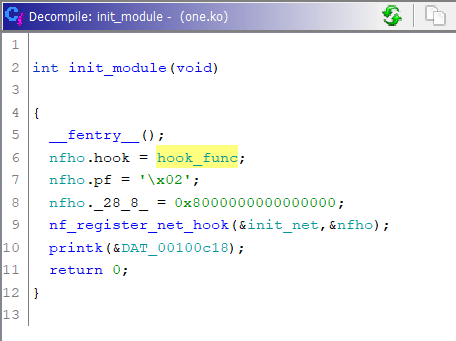 Decompile: init_module - (one.ko)
1
2 int init_module(void)
3
4 {
5 __fentry__();
6 nfho.hook = hook_func;
7 nfho.pf = '\x02';
8 nfho._28_8_ = 0x8000000000000000;
9 nf_register_net_hook(&init_net,&nfho);
10 printk(&DAT_00100c18);
11 return 0;
12 }
13